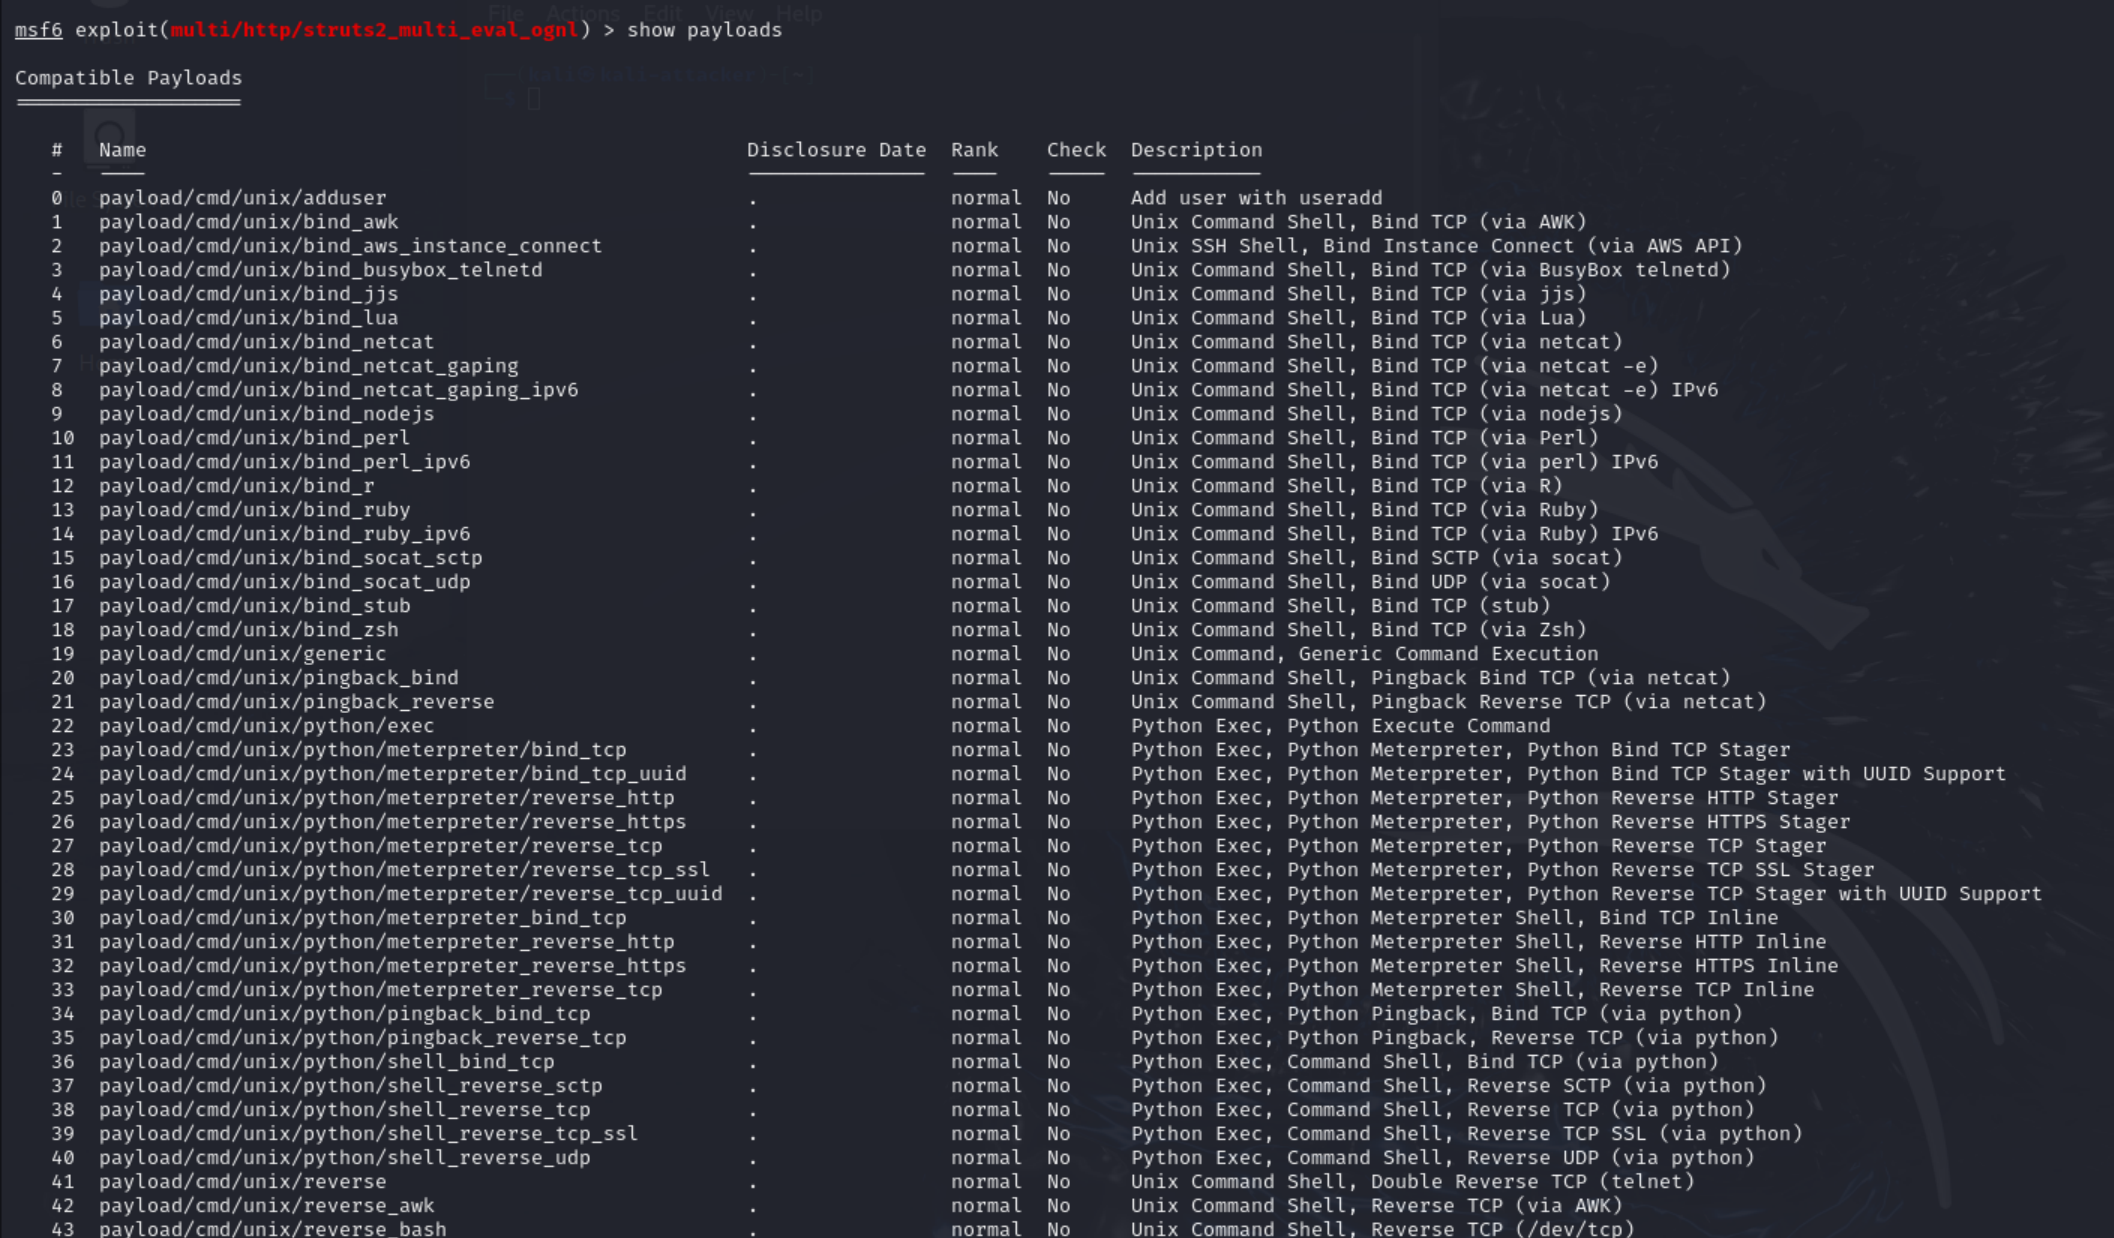 File Actions Edit View Help
msf6 exploit(multi/http/struts2_multi_eval_ognl) > show payloads
(kali㉿kali-attacker)-[~]
Compatible Payloads
===================
# Name Disclosure Date Rank Check Description
- ---- --------------- ---- ----- -----------
0 payload/cmd/unix/adduser . normal No Add user with useradd
1 payload/cmd/unix/bind_awk . normal No Unix Command Shell, Bind TCP (via AWK)
2 payload/cmd/unix/bind_aws_instance_connect . normal No Unix SSH Shell, Bind Instance Connect (via AWS API)
3 payload/cmd/unix/bind_busybox_telnetd . normal No Unix Command Shell, Bind TCP (via BusyBox telnetd)
4 payload/cmd/unix/bind_jjs . normal No Unix Command Shell, Bind TCP (via jjs)
5 payload/cmd/unix/bind_lua . normal No Unix Command Shell, Bind TCP (via Lua)
6 payload/cmd/unix/bind_netcat . normal No Unix Command Shell, Bind TCP (via netcat)
7 payload/cmd/unix/bind_netcat_gaping . normal No Unix Command Shell, Bind TCP (via netcat -e)
8 payload/cmd/unix/bind_netcat_gaping_ipv6 . normal No Unix Command Shell, Bind TCP (via netcat -e) IPv6
9 payload/cmd/unix/bind_nodejs . normal No Unix Command Shell, Bind TCP (via nodejs)
10 payload/cmd/unix/bind_perl . normal No Unix Command Shell, Bind TCP (via Perl)
11 payload/cmd/unix/bind_perl_ipv6 . normal No Unix Command Shell, Bind TCP (via perl) IPv6
12 payload/cmd/unix/bind_r . normal No Unix Command Shell, Bind TCP (via R)
13 payload/cmd/unix/bind_ruby . normal No Unix Command Shell, Bind TCP (via Ruby)
14 payload/cmd/unix/bind_ruby_ipv6 . normal No Unix Command Shell, Bind TCP (via Ruby) IPv6
15 payload/cmd/unix/bind_socat_sctp . normal No Unix Command Shell, Bind SCTP (via socat)
16 payload/cmd/unix/bind_socat_udp . normal No Unix Command Shell, Bind UDP (via socat)
17 payload/cmd/unix/bind_stub . normal No Unix Command Shell, Bind TCP (stub)
18 payload/cmd/unix/bind_zsh . normal No Unix Command Shell, Bind TCP (via Zsh)
19 payload/cmd/unix/generic . normal No Unix Command, Generic Command Execution
20 payload/cmd/unix/pingback_bind . normal No Unix Command Shell, Pingback Bind TCP (via netcat)
21 payload/cmd/unix/pingback_reverse . normal No Unix Command Shell, Pingback Reverse TCP (via netcat)
22 payload/cmd/unix/python/exec . normal No Python Exec, Python Execute Command
23 payload/cmd/unix/python/meterpreter/bind_tcp . normal No Python Exec, Python Meterpreter, Python Bind TCP Stager
24 payload/cmd/unix/python/meterpreter/bind_tcp_uuid . normal No Python Exec, Python Meterpreter, Python Bind TCP Stager with UUID Support
25 payload/cmd/unix/python/meterpreter/reverse_http . normal No Python Exec, Python Meterpreter, Python Reverse HTTP Stager
26 payload/cmd/unix/python/meterpreter/reverse_https . normal No Python Exec, Python Meterpreter, Python Reverse HTTPS Stager
27 payload/cmd/unix/python/meterpreter/reverse_tcp . normal No Python Exec, Python Meterpreter, Python Reverse TCP Stager
28 payload/cmd/unix/python/meterpreter/reverse_tcp_ssl . normal No Python Exec, Python Meterpreter, Python Reverse TCP SSL Stager
29 payload/cmd/unix/python/meterpreter/reverse_tcp_uuid . normal No Python Exec, Python Meterpreter, Python Reverse TCP Stager with UUID Support
30 payload/cmd/unix/python/meterpreter_bind_tcp . normal No Python Exec, Python Meterpreter Shell, Bind TCP Inline
31 payload/cmd/unix/python/meterpreter_reverse_http . normal No Python Exec, Python Meterpreter Shell, Reverse HTTP Inline
32 payload/cmd/unix/python/meterpreter_reverse_https . normal No Python Exec, Python Meterpreter Shell, Reverse HTTPS Inline
33 payload/cmd/unix/python/meterpreter_reverse_tcp . normal No Python Exec, Python Meterpreter Shell, Reverse TCP Inline
34 payload/cmd/unix/python/pingback_bind_tcp . normal No Python Exec, Python Pingback, Bind TCP (via python)
35 payload/cmd/unix/python/pingback_reverse_tcp . normal No Python Exec, Python Pingback, Reverse TCP (via python)
36 payload/cmd/unix/python/shell_bind_tcp . normal No Python Exec, Command Shell, Bind TCP (via python)
37 payload/cmd/unix/python/shell_reverse_sctp . normal No Python Exec, Command Shell, Reverse SCTP (via python)
38 payload/cmd/unix/python/shell_reverse_tcp . normal No Python Exec, Command Shell, Reverse TCP (via python)
39 payload/cmd/unix/python/shell_reverse_tcp_ssl . normal No Python Exec, Command Shell, Reverse TCP SSL (via python)
40 payload/cmd/unix/python/shell_reverse_udp . normal No Python Exec, Command Shell, Reverse UDP (via python)
41 payload/cmd/unix/reverse . normal No Unix Command Shell, Double Reverse TCP (telnet)
42 payload/cmd/unix/reverse_awk . normal No Unix Command Shell, Reverse TCP (via AWK)
43 payload/cmd/unix/reverse_bash . normal No Unix Command Shell, Reverse TCP (/dev/tcp)